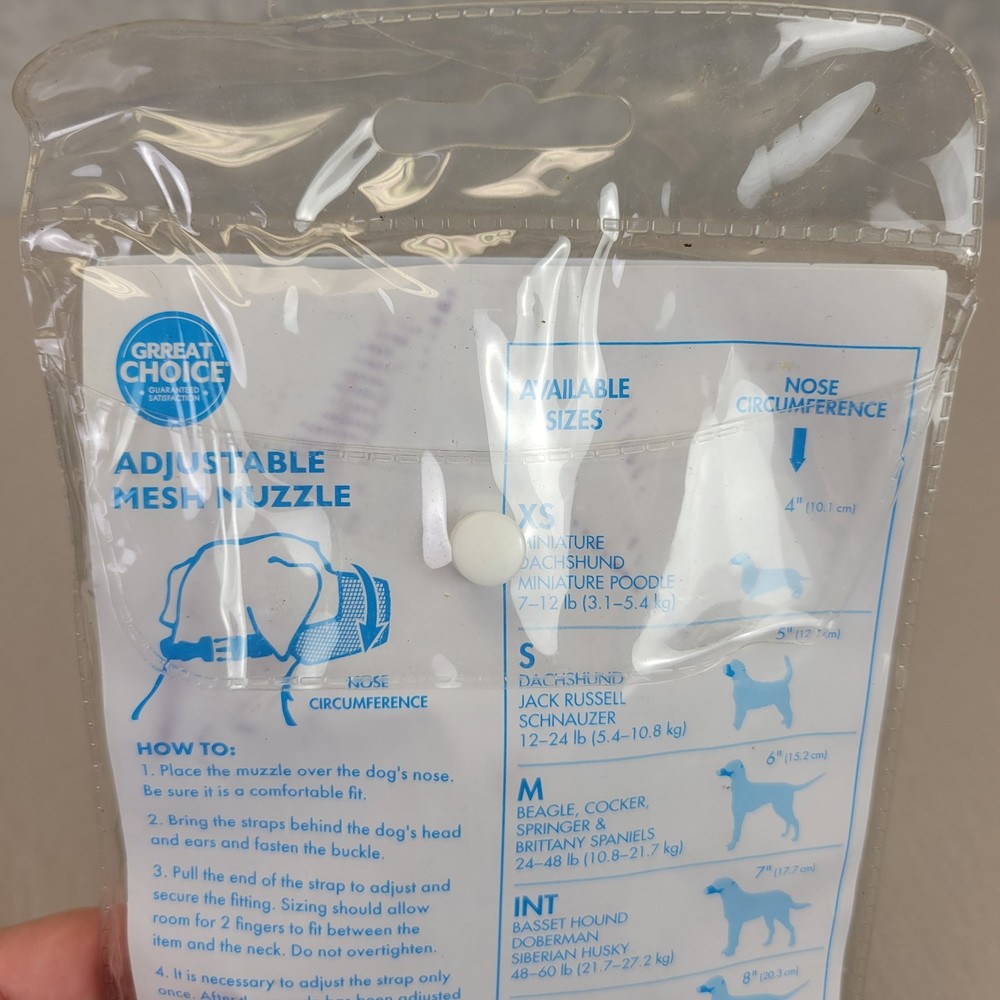 GRREAT
CHOICE
GUARANTEED
SATISFACTION
ADJUSTABLE
MESH MUZZLE
NOSE
CIRCUMFERENCE
HOW TO:
1. Place the muzzle over the dog's nose.
Be sure it is a comfortable fit.
2. Bring the straps behind the dog's head
and ears and fasten the buckle.
3. Pull the end of the strap to adjust and
secure the fitting. Sizing should allow
room for 2 fingers to fit between the
item and the neck. Do not overtighten.
4. It is necessary to adjust the strap only
once. After has been adjusted
AVAILABLE
SIZES
NOSE
CIRCUMFERENCE
4" (10.1 cm)
XS
MINIATURE
DACHSHUND
MINIATURE POODLE
7–12 lb (3.1–5.4 kg)
5" (12.7cm)
S
DACHSHUND
JACK RUSSELL
SCHNAUZER
12–24 lb (5.4–10.8 kg)
6" (15.2 cm)
M
BEAGLE, COCKER,
SPRINGER &
BRITTANY SPANIELS
24–48 lb (10.8–21.7 kg)
7" (17.7cm)
INT
BASSET HOUND
DOBERMAN
SIBERIAN HUSKY
48–60 lb (21.7–27.2 kg)
8" (20.3 cm)